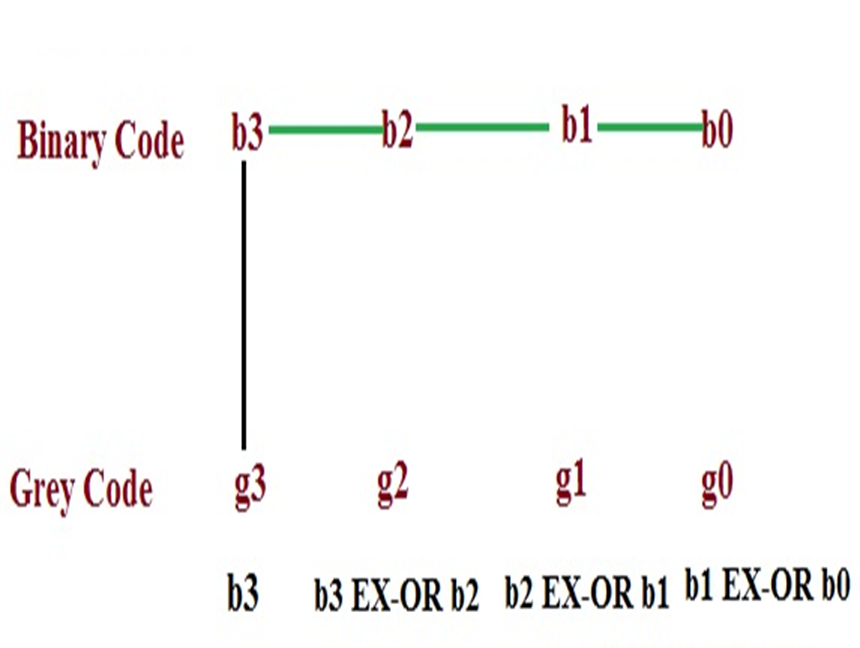 Binary Code b3 b2 b1 b0
Grey Code g3 g2 g1 g0
b3 b3 EX-OR b2 b2 EX-OR b1 b1 EX-OR b0